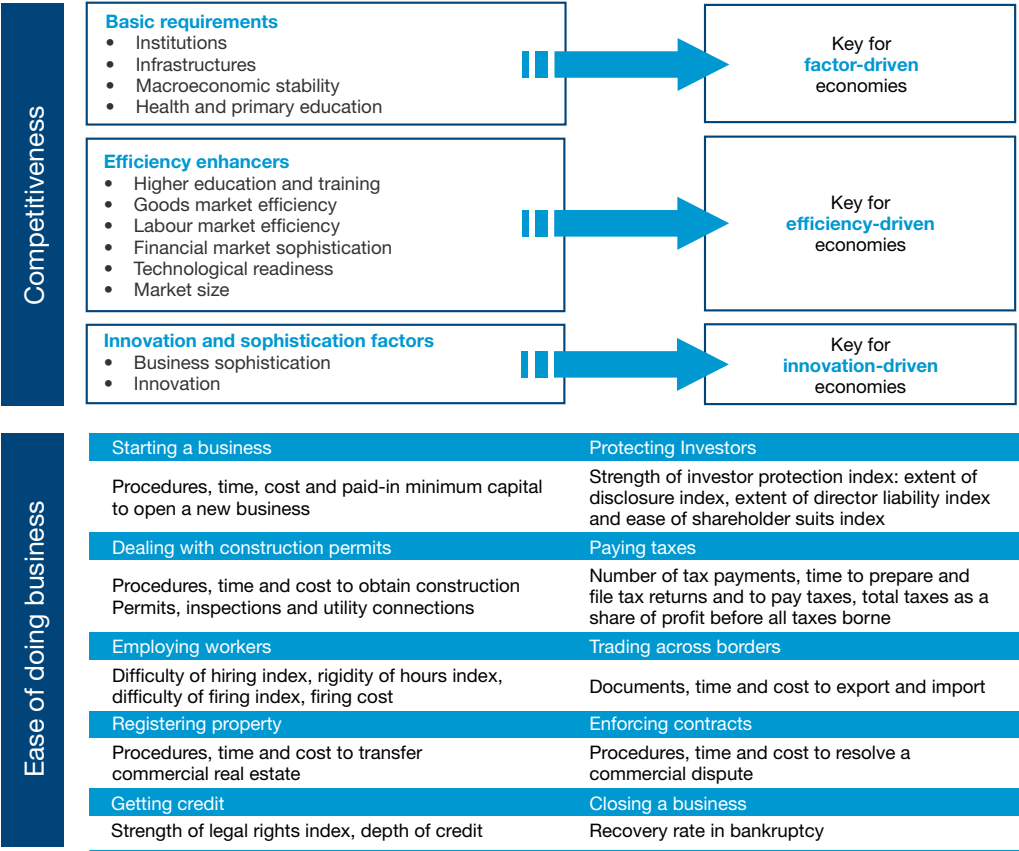 Competitiveness
Basic requirements
• Institutions
• Infrastructures
• Macroeconomic stability
• Health and primary education
Key for
factor-driven
economies
Efficiency enhancers
• Higher education and training
• Goods market efficiency
• Labour market efficiency
• Financial market sophistication
• Technological readiness
• Market size
Key for
efficiency-driven
economies
Innovation and sophistication factors
• Business sophistication
• Innovation
Key for
innovation-driven
economies
Ease of doing business
Starting a business
Procedures, time, cost and paid-in minimum capital
to open a new business
Protecting Investors
Strength of investor protection index: extent of
disclosure index, extent of director liability index
and ease of shareholder suits index
Dealing with construction permits
Procedures, time and cost to obtain construction
Permits, inspections and utility connections
Paying taxes
Number of tax payments, time to prepare and
file tax returns and to pay taxes, total taxes as a
share of profit before all taxes borne
Employing workers
Difficulty of hiring index, rigidity of hours index,
difficulty of firing index, firing cost
Trading across borders
Documents, time and cost to export and import
Registering property
Procedures, time and cost to transfer
commercial real estate
Enforcing contracts
Procedures, time and cost to resolve a
commercial dispute
Getting credit
Strength of legal rights index, depth of credit
Closing a business
Recovery rate in bankruptcy